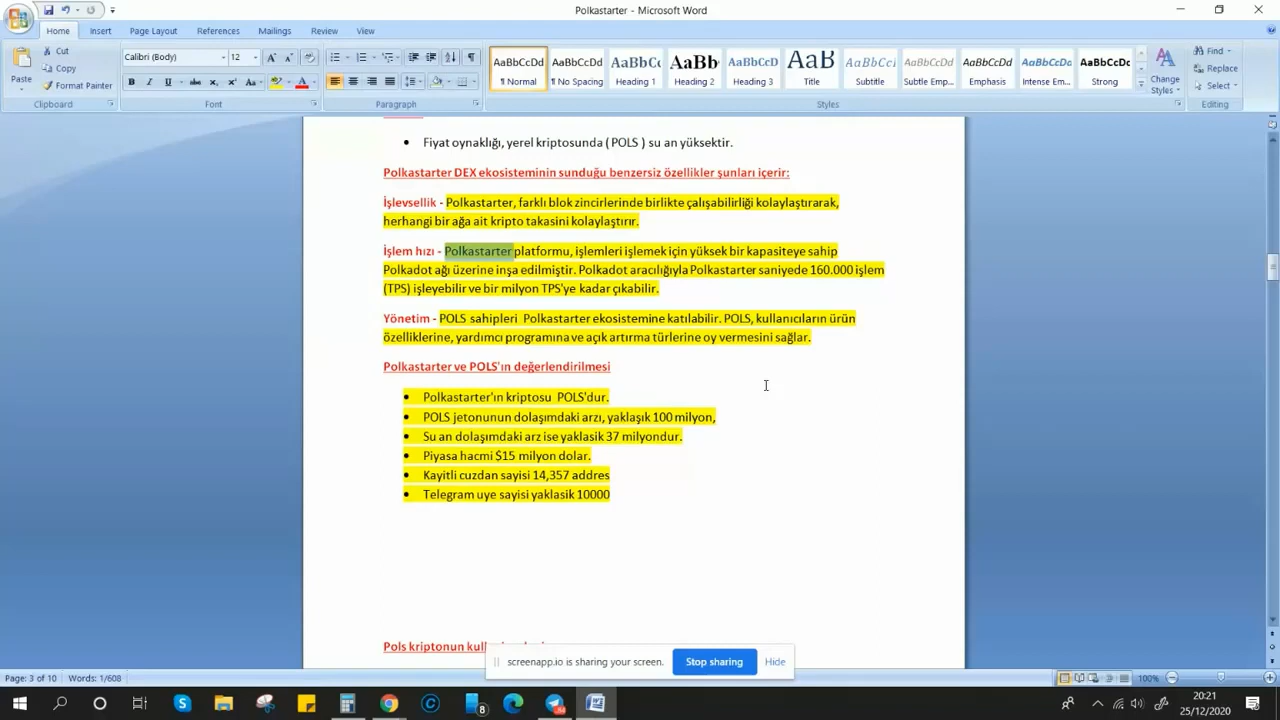 Polkastarter - Microsoft Word
Home Insert Page Layout References Mailings Review View
Paste
Cut
Copy
Format Painter
Clipboard
Calibri (Body) 12
Font
Paragraph
AaBbCcDd AaBbCcDd AaBbCc AaBb AaBbCcD AaB AaBbCcDd AaBbCcDd AaBbCcDd AaBbCcDd AaBbCcDc
¶ Normal ¶ No Spacing Heading 1 Heading 2 Heading 3 Title Subtitle Subtle Emp... Emphasis Intense Em... Strong
Change Styles
Styles
Find
Replace
Select
Editing
• Fiyat oynaklığı, yerel kriptosunda ( POLS ) su an yüksektir.
Polkastarter DEX ekosisteminin sunduğu benzersiz özellikler şunları içerir:
İşlevsellik - Polkastarter, farklı blok zincirlerinde birlikte çalışabilirliği kolaylaştırarak,
herhangi bir ağa ait kripto takasini kolaylaştırır.
İşlem hızı - Polkastarter platformu, işlemleri işlemek için yüksek bir kapasiteye sahip
Polkadot ağı üzerine inşa edilmiştir. Polkadot aracılığıyla Polkastarter saniyede 160.000 işlem
(TPS) işleyebilir ve bir milyon TPS'ye kadar çıkabilir.
Yönetim - POLS sahipleri Polkastarter ekosistemine katılabilir. POLS, kullanıcıların ürün
özelliklerine, yardımcı programına ve açık artırma türlerine oy vermesini sağlar.
Polkastarter ve POLS'ın değerlendirilmesi
• Polkastarter'ın kriptosu POLS'dur.
• POLS jetonunun dolaşımdaki arzı, yaklaşık 100 milyon,
• Su an dolaşımdaki arz ise yaklasik 37 milyondur.
• Piyasa hacmi $15 milyon dolar.
• Kayitli cuzdan sayisi 14,357 addres
• Telegram uye sayisi yaklasik 10000
Pols kriptonun
screenapp.io is sharing your screen. Stop sharing Hide
Page: 3 of 10 Words: 1/608 100%
20:21
25/12/2020